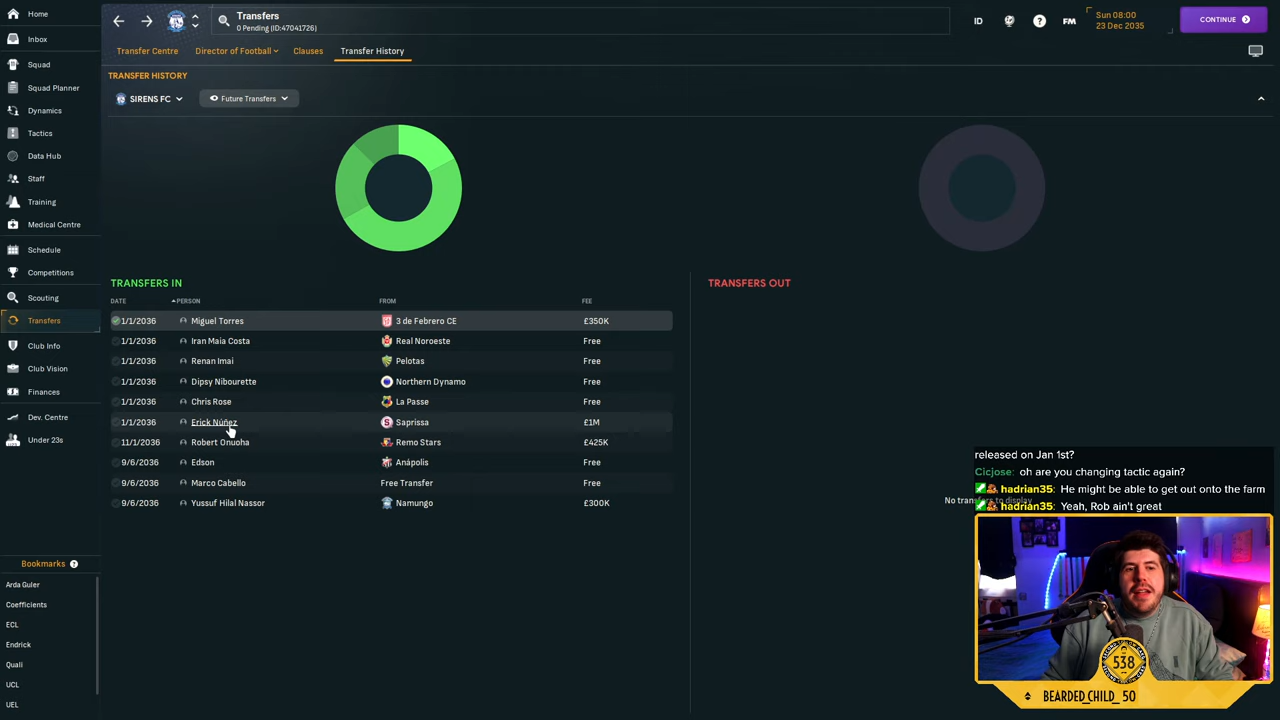 Home
Inbox
Squad
Squad Planner
Dynamics
Tactics
Data Hub
Staff
Training
Medical Centre
Schedule
Competitions
Scouting
Transfers
Club Info
Club Vision
Finances
Dev. Centre
Under 23s
Bookmarks ?
Arda Guler
Coefficients
ECL
Endrick
Quali
UCL
UEL
Transfers
0 Pending (ID:47041726)
ID
?
FM
Sun 08:00
23 Dec 2035
CONTINUE
Transfer Centre Director of Football Clauses Transfer History
TRANSFER HISTORY
SIRENS FC Future Transfers
TRANSFERS IN
DATE PERSON FROM FEE
1/1/2036 Miguel Torres 3 de Febrero CE £350K
1/1/2036 Iran Maia Costa Real Noroeste Free
1/1/2036 Renan Imai Pelotas Free
1/1/2036 Dipsy Nibourette Northern Dynamo Free
1/1/2036 Chris Rose La Passe Free
1/1/2036 Erick Núñez Saprissa £1M
11/1/2036 Robert Onuoha Remo Stars £425K
9/6/2036 Edson Anápolis Free
9/6/2036 Marco Cabello Free Transfer Free
9/6/2036 Yussuf Hilal Nassor Namungo £300K
TRANSFERS OUT
No transfers to display
released on Jan 1st?
Cicjose: oh are you changing tactic again?
hadrian35: He might be able to get out onto the farm
hadrian35: Yeah, Rob ain't great
538
BEARDED_CHILD_ 50